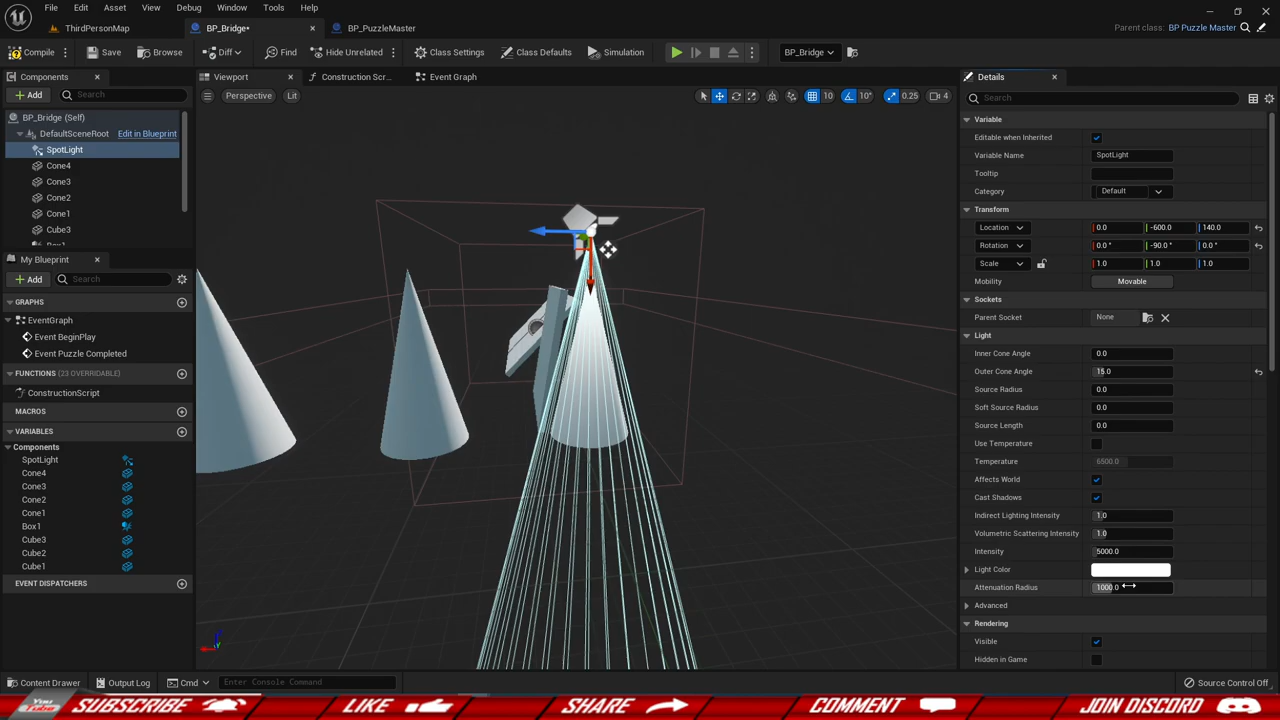 File Edit Asset View Debug Window Tools Help
ThirdPersonMap BP_Bridge* BP_PuzzleMaster Parent class: BP Puzzle Master
Compile Save Browse Diff Find Hide Unrelated Class Settings Class Defaults Simulation BP_Bridge
Components Viewport Construction Scr... Event Graph Details
+ Add Search Perspective Lit 10 10° 0.25 4 Search
BP_Bridge (Self)
DefaultSceneRoot Edit in Blueprint
SpotLight
Cone4
Cone3
Cone2
Cone1
Cube3
My Blueprint
+ Add Search
GRAPHS
EventGraph
Event BeginPlay
Event Puzzle Completed
FUNCTIONS (23 OVERRIDABLE)
ConstructionScript
MACROS
VARIABLES
Components
SpotLight
Cone4
Cone3
Cone2
Cone1
Box1
Cube3
Cube2
Cube1
EVENT DISPATCHERS
Variable
Editable when Inherited
Variable Name SpotLight
Tooltip
Category Default
Transform
Location 0.0 -600.0 140.0
Rotation 0.0 ° -90.0 ° 0.0 °
Scale 1.0 1.0 1.0
Mobility Movable
Sockets
Parent Socket None
Light
Inner Cone Angle 0.0
Outer Cone Angle 15.0
Source Radius 0.0
Soft Source Radius 0.0
Source Length 0.0
Use Temperature
Temperature 6500.0
Affects World
Cast Shadows
Indirect Lighting Intensity 1.0
Volumetric Scattering Intensity 1.0
Intensity 5000.0
Light Color
Attenuation Radius 1000.0
Advanced
Rendering
Visible
Hidden in Game
Content Drawer Output Log Cmd Enter Console Command Source Control Off
You Tube SUBSCRIBE LIKE SHARE COMMENT JOIN DISCORD